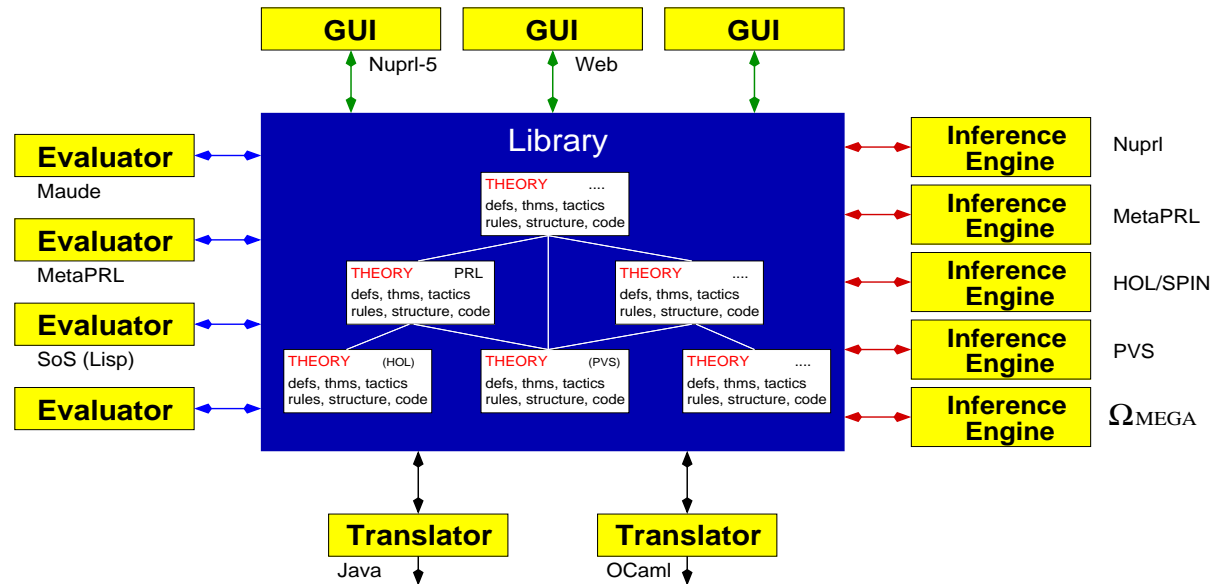 GUI GUI GUI
Nuprl-5 Web
Library
Evaluator
Maude
Evaluator
MetaPRL
Evaluator
SoS (Lisp)
Evaluator
THEORY ....
defs, thms, tactics
rules, structure, code
THEORY PRL
defs, thms, tactics
rules, structure, code
THEORY ....
defs, thms, tactics
rules, structure, code
THEORY (HOL)
defs, thms, tactics
rules, structure, code
THEORY (PVS)
defs, thms, tactics
rules, structure, code
THEORY ....
defs, thms, tactics
rules, structure, code
Inference
Engine
Nuprl
Inference
Engine
MetaPRL
Inference
Engine
HOL/SPIN
Inference
Engine
PVS
Inference
Engine
ΩMEGA
Translator
Java
Translator
OCaml